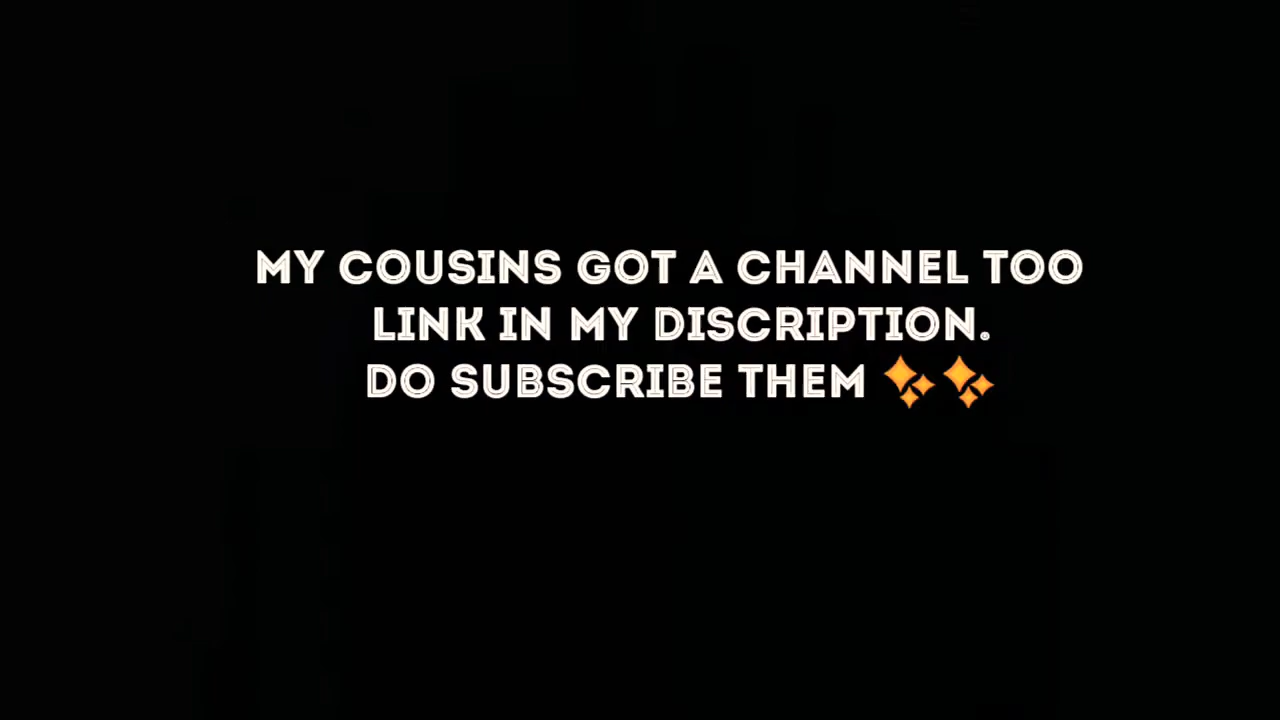 MY COUSINS GOT A CHANNEL TOO
LINK IN MY DISCRIPTION.
DO SUBSCRIBE THEM ✨✨